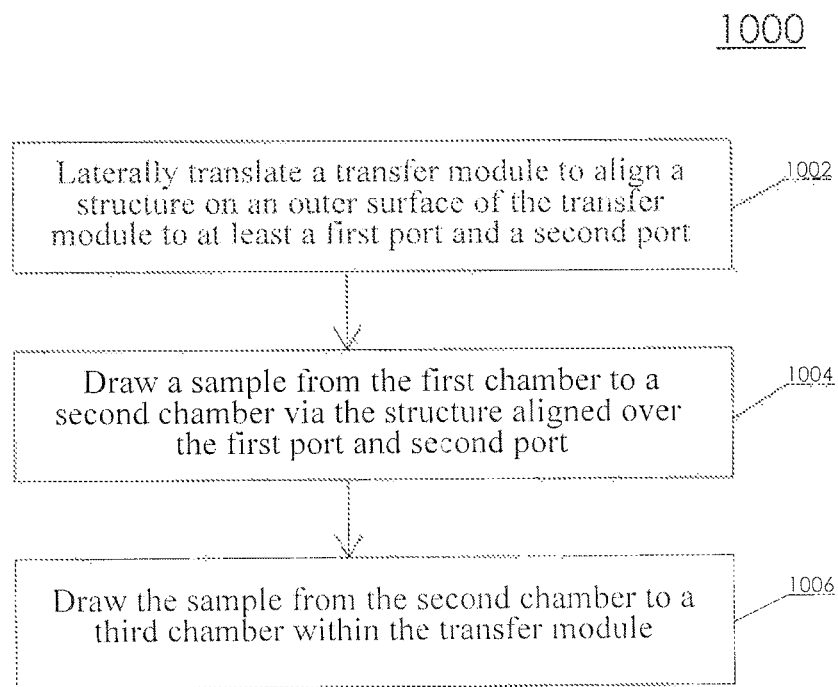 1000
Laterally translate a transfer module to align a
structure on an outer surface of the transfer
module to at least a first port and a second port
1002
Draw a sample from the first chamber to a
second chamber via the structure aligned over
the first port and second port
1004
Draw the sample from the second chamber to a
third chamber within the transfer module
1006